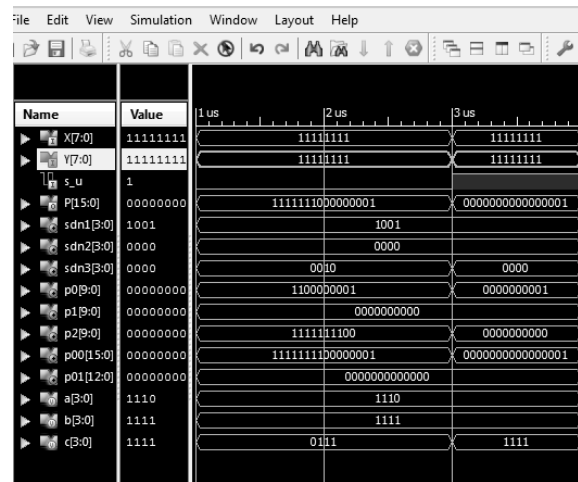 File Edit View Simulation Window Layout Help
Name Value 1 us 2 us 3 us
X[7:0] 11111111 11111111 11111111
Y[7:0] 11111111 11111111 11111111
s_u 1
P[15:0] 00000000 1111111000000001 0000000000000001
sdn1[3:0] 1001 1001
sdn2[3:0] 0000 0000
sdn3[3:0] 0000 0010 0000
p0[9:0] 00000000 1100000001 0000000001
p1[9:0] 00000000 0000000000
p2[9:0] 00000000 1111111100 0000000000
p00[15:0] 00000000 1111111100000001 0000000000000001
p01[12:0] 00000000 0000000000000
a[3:0] 1110 1110
b[3:0] 1111 1111
c[3:0] 1111 0111 1111